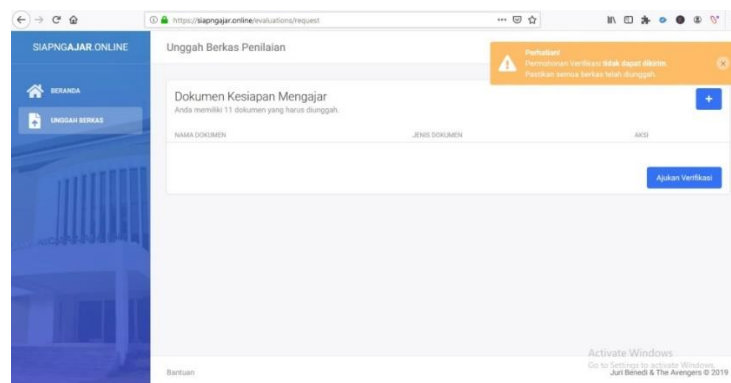 https://siapngajar.online/evaluations/request
SIAPNGAJAR.ONLINE
Unggah Berkas Penilaian
Perhatian!
Permohonan Verifikasi tidak dapat dikirim.
Pastikan semua berkas telah diunggah.
BERANDA
UNGGAH BERKAS
Dokumen Kesiapan Mengajar
Anda memiliki 11 dokumen yang harus diunggah.
+
NAMA DOKUMEN JENIS DOKUMEN AKSI
Ajukan Verifikasi
Activate Windows
Go to Settings to activate Windows.
Bantuan
Juri Benedi & The Avengers © 2019